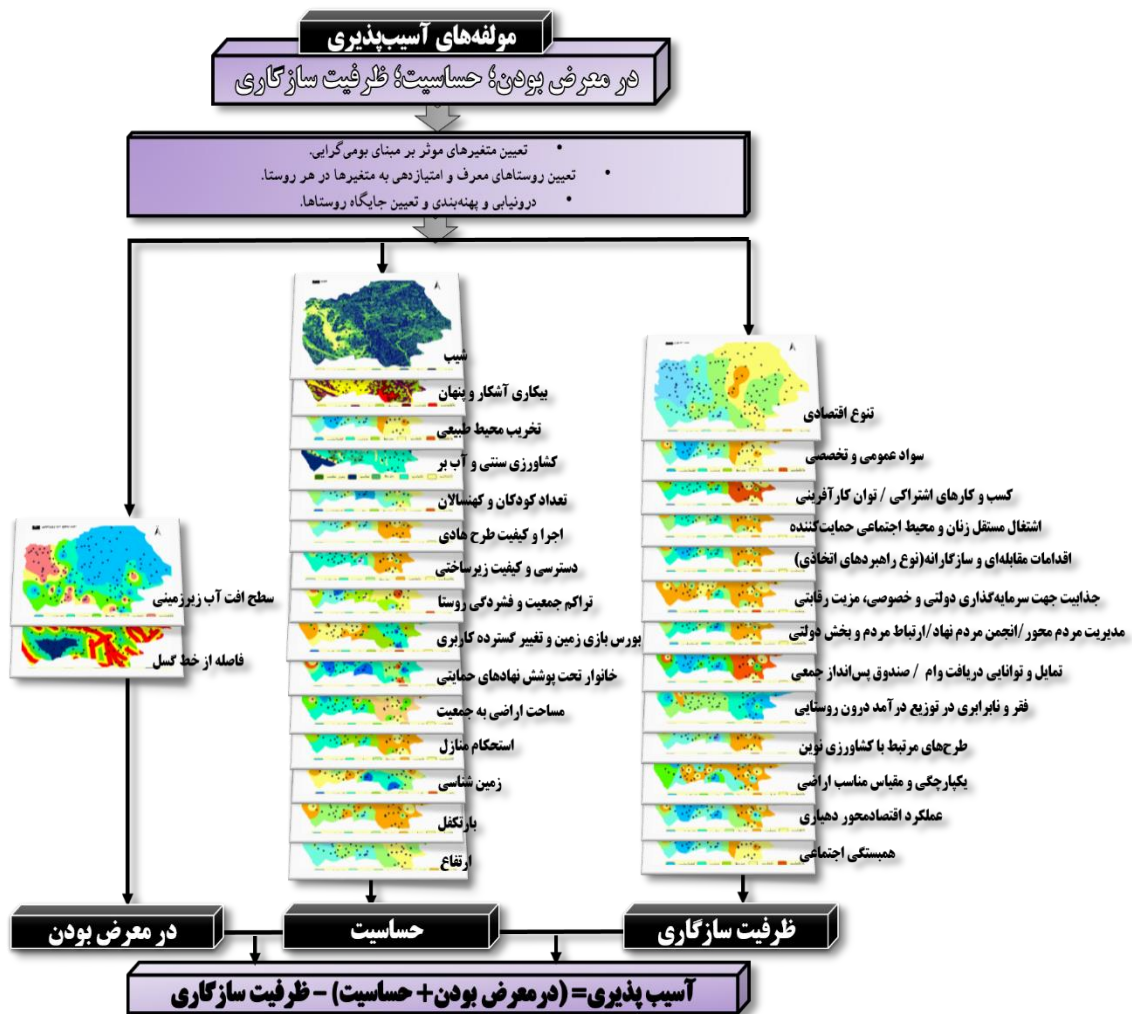 مولفه‌های آسیب‌پذیری
در معرض بودن؛ حساسیت؛ ظرفیت سازگاری
• تعیین متغیرهای موثر بر مبنای بومی‌گرایی.
• تعیین روستاهای معرف و امتیازدهی به متغیرها در هر روستا.
• درونیابی و پهنه‌بندی و تعیین جایگاه روستاها.
تنوع اقتصادی
سواد عمومی و تخصصی
کسب و کارهای اشتراکی / توان کارآفرینی
اشتغال مستقل زنان و محیط اجتماعی حمایت‌کننده
اقدامات مقابله‌ای و سازگارانه(نوع راهبردهای اتخاذی)
جذابیت جهت سرمایه‌گذاری دولتی و خصوصی، مزیت رقابتی
مدیریت مردم محور/انجمن مردم نهاد/ارتباط مردم و بخش دولتی
تمایل و توانایی دریافت وام / صندوق پس‌انداز جمعی
فقر و نابرابری در توزیع درآمد درون روستایی
طرح‌های مرتبط با کشاورزی نوین
یکپارچگی و مقیاس مناسب اراضی
عملکرد اقتصادمحور دهیاری
همبستگی اجتماعی
ظرفیت سازگاری
شیب
بیکاری آشکار و پنهان
تخریب محیط طبیعی
کشاورزی سنتی و آب بر
تعداد کودکان و کهنسالان
اجرا و کیفیت طرح هادی
دسترسی و کیفیت زیرساختی
تراکم جمعیت و فشردگی روستا
بورس بازی زمین و تغییر گسترده کاربری
خانوار تحت پوشش نهادهای حمایتی
مساحت اراضی به جمعیت
استحکام منازل
زمین شناسی
بارتکفل
ارتفاع
حساسیت
سطح افت آب زیرزمینی
فاصله از خط گسل
در معرض بودن
آسیب پذیری= (درمعرض بودن+ حساسیت) – ظرفیت سازگاری